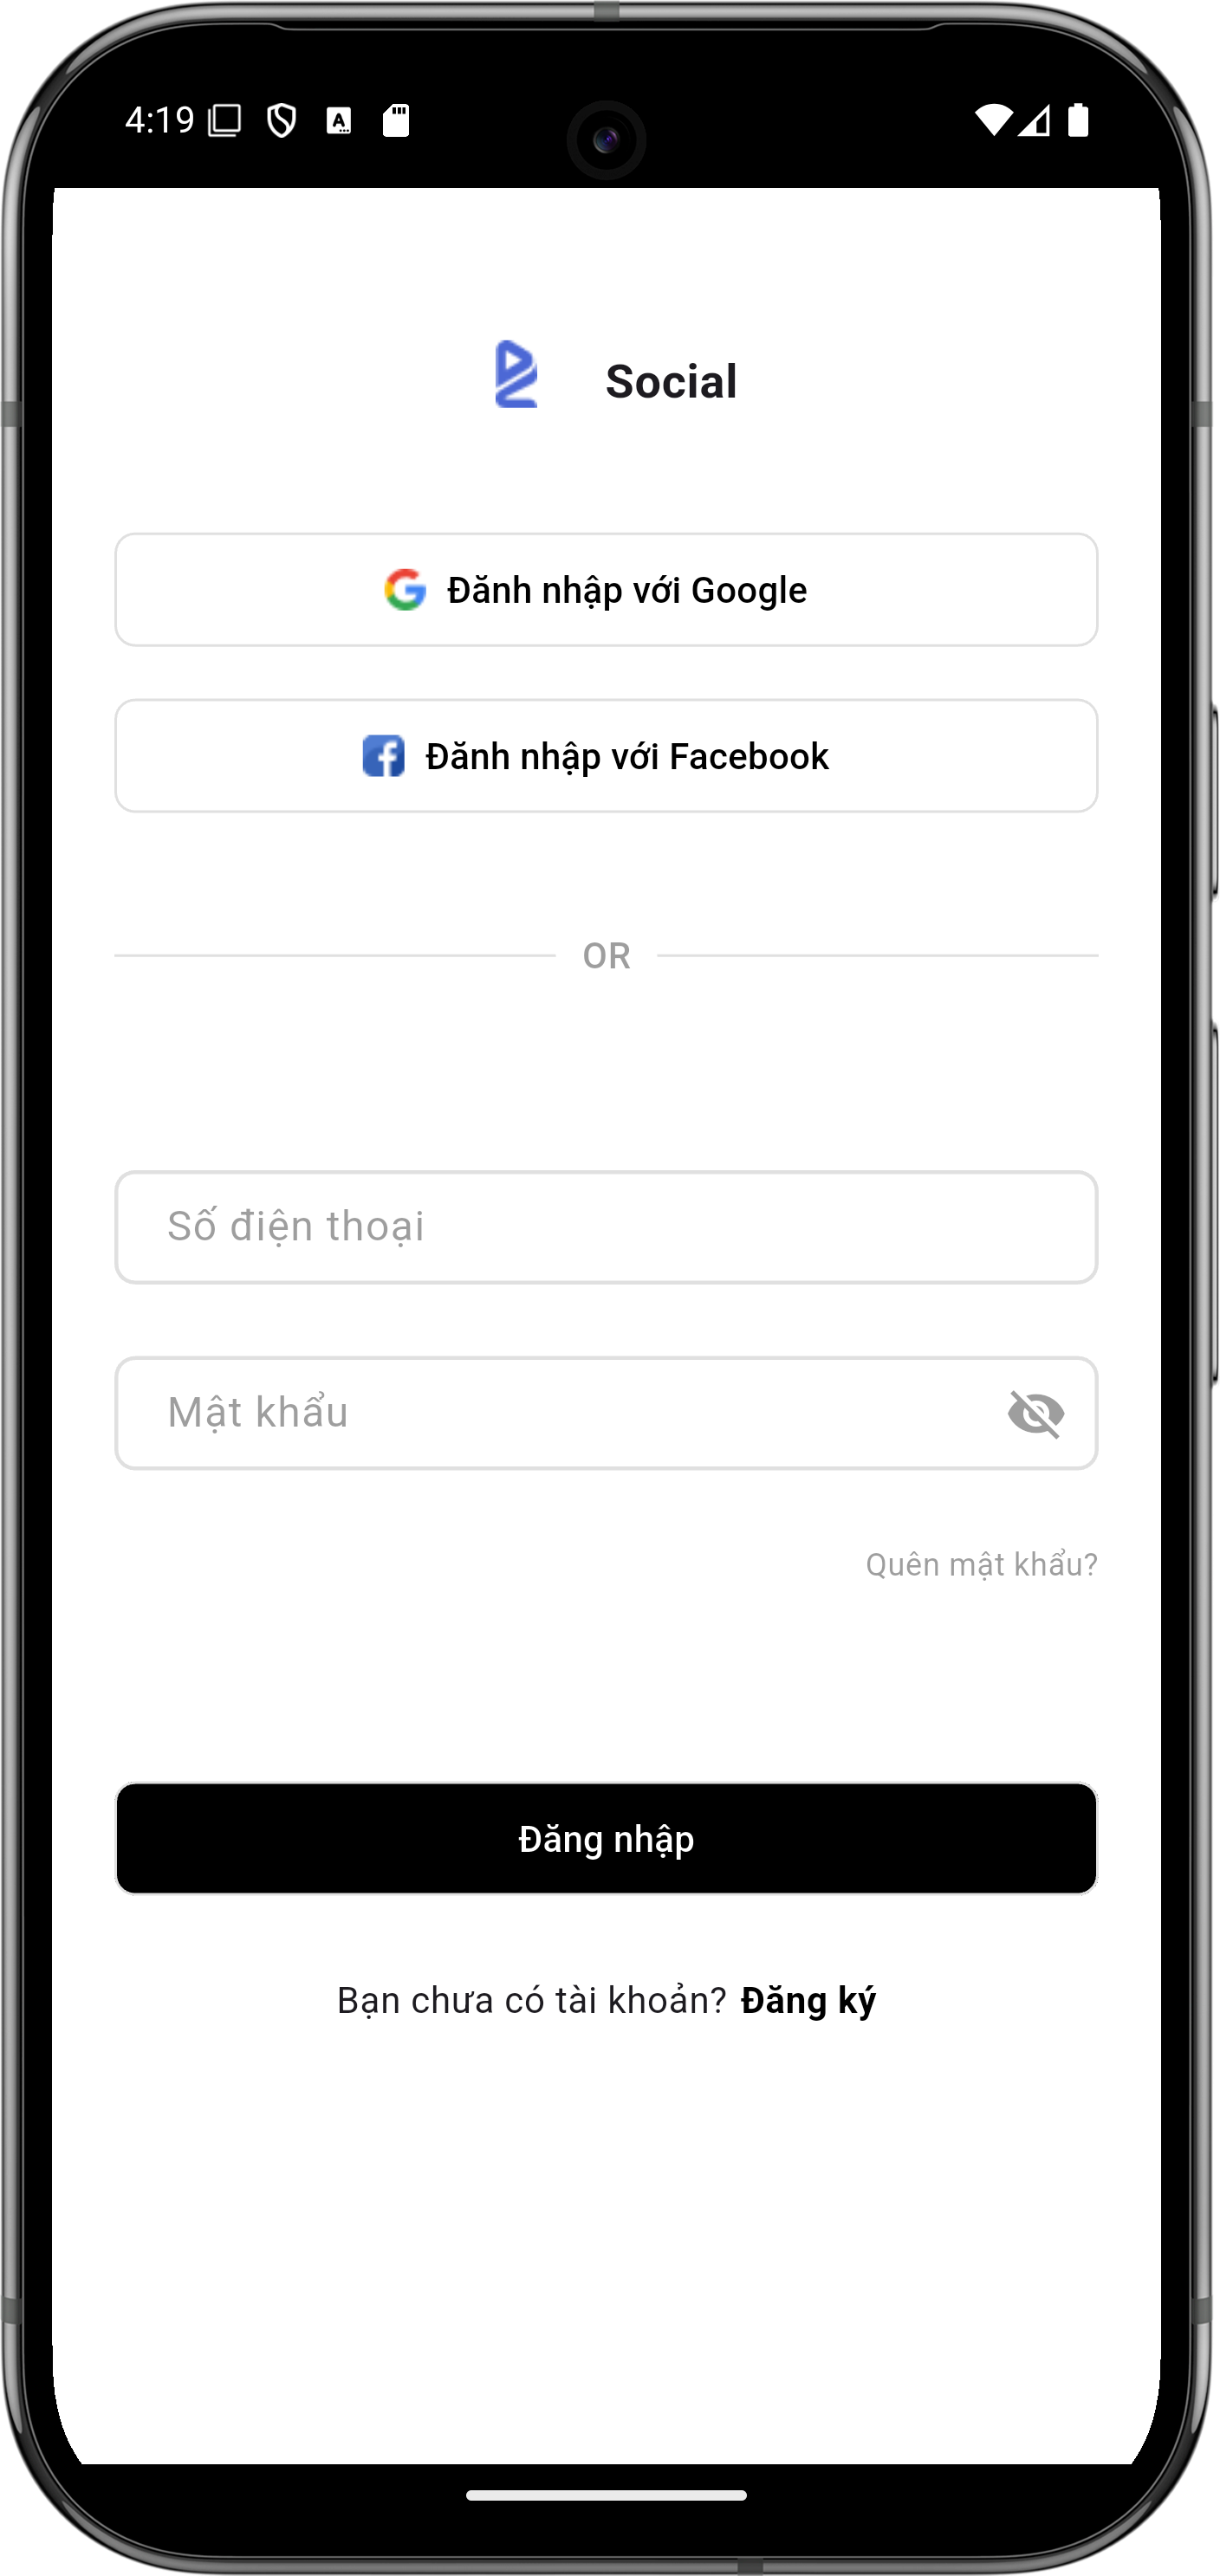 4:19
Social
Đănh nhập với Google
Đănh nhập với Facebook
OR
Số điện thoại
Mật khẩu
Quên mật khẩu?
Đăng nhập
Bạn chưa có tài khoản? Đăng ký